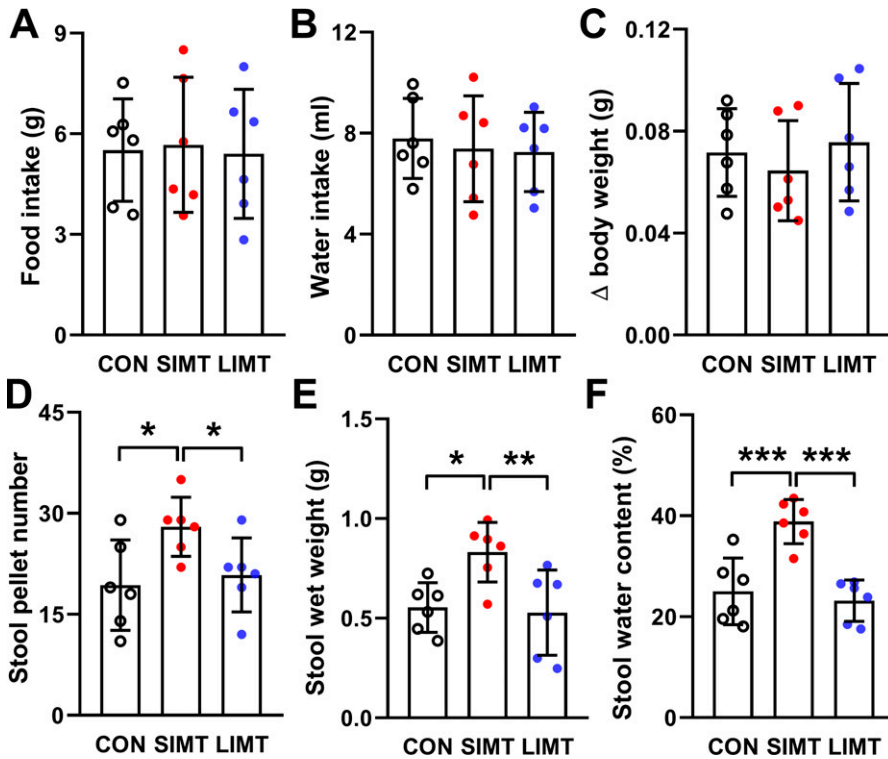 A
Food intake (g)
9
6
3
0
CON SIMT LIMT
B
Water intake (ml)
12
8
4
0
CON SIMT LIMT
C
Δ body weight (g)
0.12
0.08
0.04
0.00
CON SIMT LIMT
D
Stool pellet number
45
30
15
0
* *
CON SIMT LIMT
E
Stool wet weight (g)
1.5
1.0
0.5
0.0
* **
CON SIMT LIMT
F
Stool water content (%)
60
40
20
0
*** ***
CON SIMT LIMT